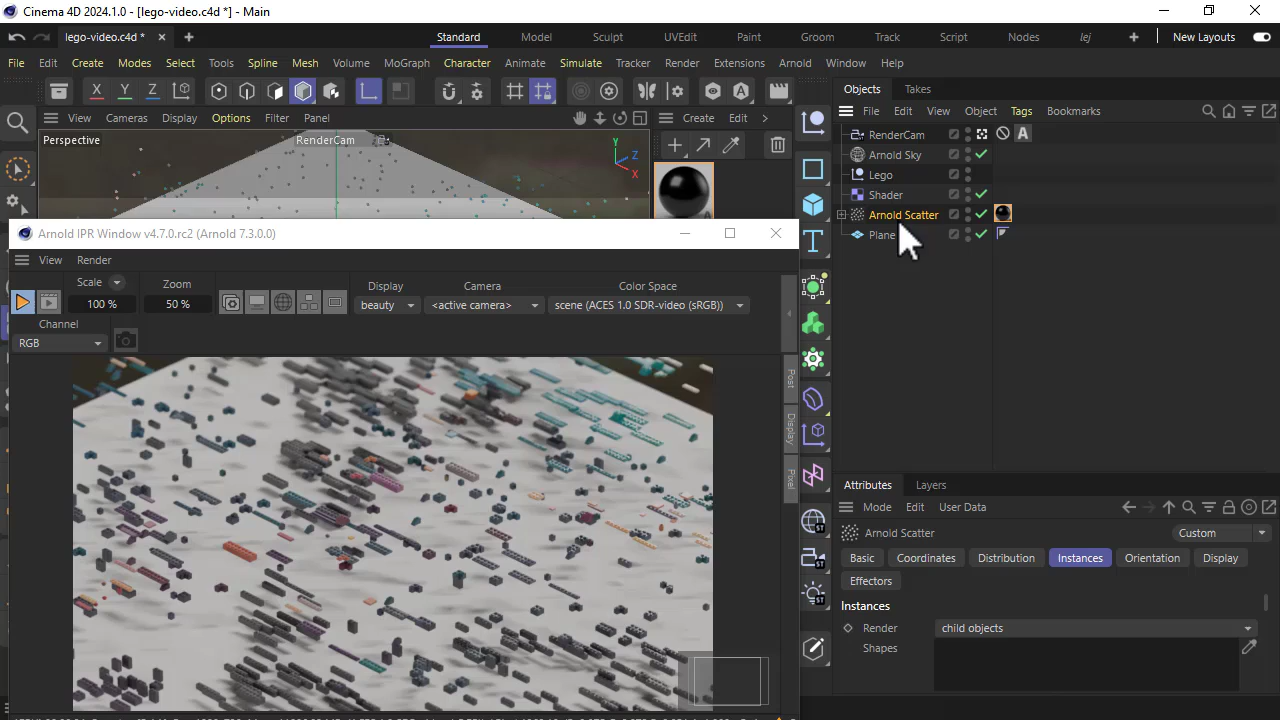 Cinema 4D 2024.1.0 - [lego-video.c4d *] - Main
lego-video.c4d *
Standard Model Sculpt UVEdit Paint Groom Track Script Nodes lej New Layouts
File Edit Create Modes Select Tools Spline Mesh Volume MoGraph Character Animate Simulate Tracker Render Extensions Arnold Window Help
X Y Z
Objects Takes
View Cameras Display Options Filter Panel
Create Edit
File Edit View Object Tags Bookmarks
Perspective
RenderCam
Y
Z
X
RenderCam
A
Arnold Sky
Lego
Shader
Arnold Scatter
Plane
Arnold IPR Window v4.7.0.rc2 (Arnold 7.3.0.0)
View Render
Scale Zoom Display Camera Color Space
100 % 50 % beauty <active camera> scene (ACES 1.0 SDR-video (sRGB))
Channel
RGB
Post
Display
Pixel
Attributes Layers
Mode Edit User Data
Arnold Scatter
Custom
Basic Coordinates Distribution Instances Orientation Display
Effectors
Instances
Render child objects
Shapes